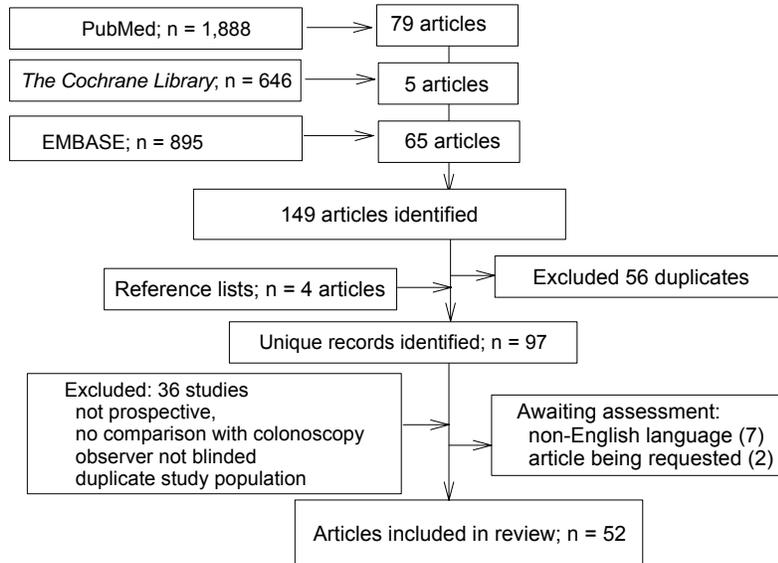 PubMed; n = 1,888
79 articles
The Cochrane Library; n = 646
5 articles
EMBASE; n = 895
65 articles
149 articles identified
Excluded 56 duplicates
Reference lists; n = 4 articles
Unique records identified; n = 97
Excluded: 36 studies
not prospective,
no comparison with colonoscopy
observer not blinded
duplicate study population
Awaiting assessment:
non-English language (7)
article being requested (2)
Articles included in review; n = 52